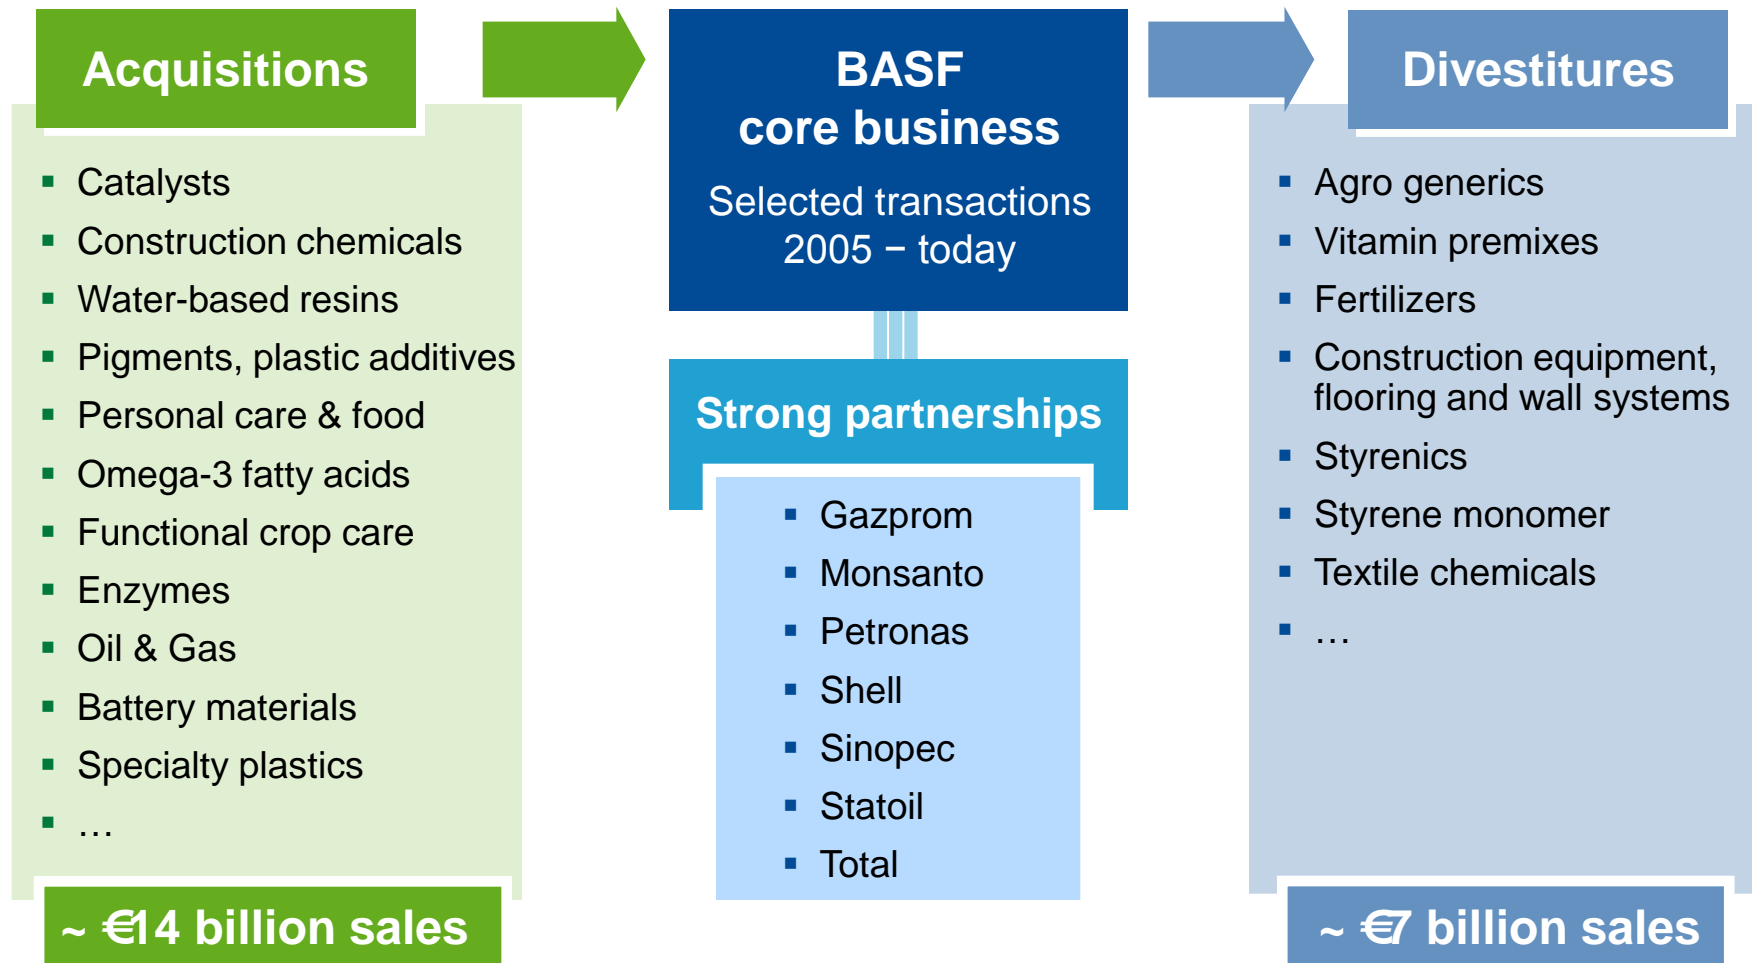 Acquisitions
▪ Catalysts
▪ Construction chemicals
▪ Water-based resins
▪ Pigments, plastic additives
▪ Personal care & food
▪ Omega-3 fatty acids
▪ Functional crop care
▪ Enzymes
▪ Oil & Gas
▪ Battery materials
▪ Specialty plastics
▪ …
~ €14 billion sales
BASF
core business
Selected transactions
2005 – today
Strong partnerships
▪ Gazprom
▪ Monsanto
▪ Petronas
▪ Shell
▪ Sinopec
▪ Statoil
▪ Total
Divestitures
▪ Agro generics
▪ Vitamin premixes
▪ Fertilizers
▪ Construction equipment,
flooring and wall systems
▪ Styrenics
▪ Styrene monomer
▪ Textile chemicals
▪ …
~ €7 billion sales